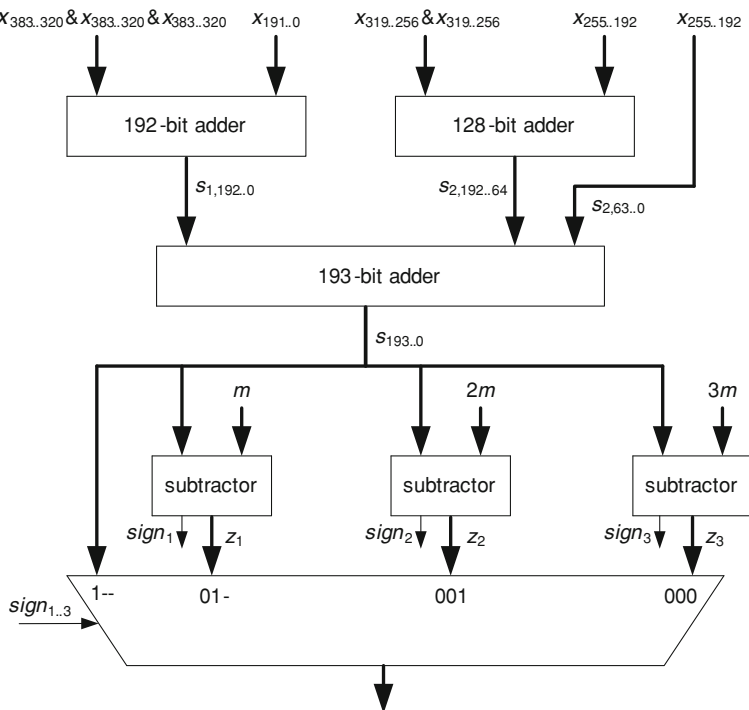 x383..320 & x383..320 & x383..320 x191..0 x319..256 & x319..256 x255..192 x255..192
192-bit adder 128-bit adder
s1,192..0 s2,192..64 s2,63..0
193-bit adder
s193..0
m 2m 3m
subtractor subtractor subtractor
sign1 z1 sign2 z2 sign3 z3
1-- 01- 001 000
sign1..3